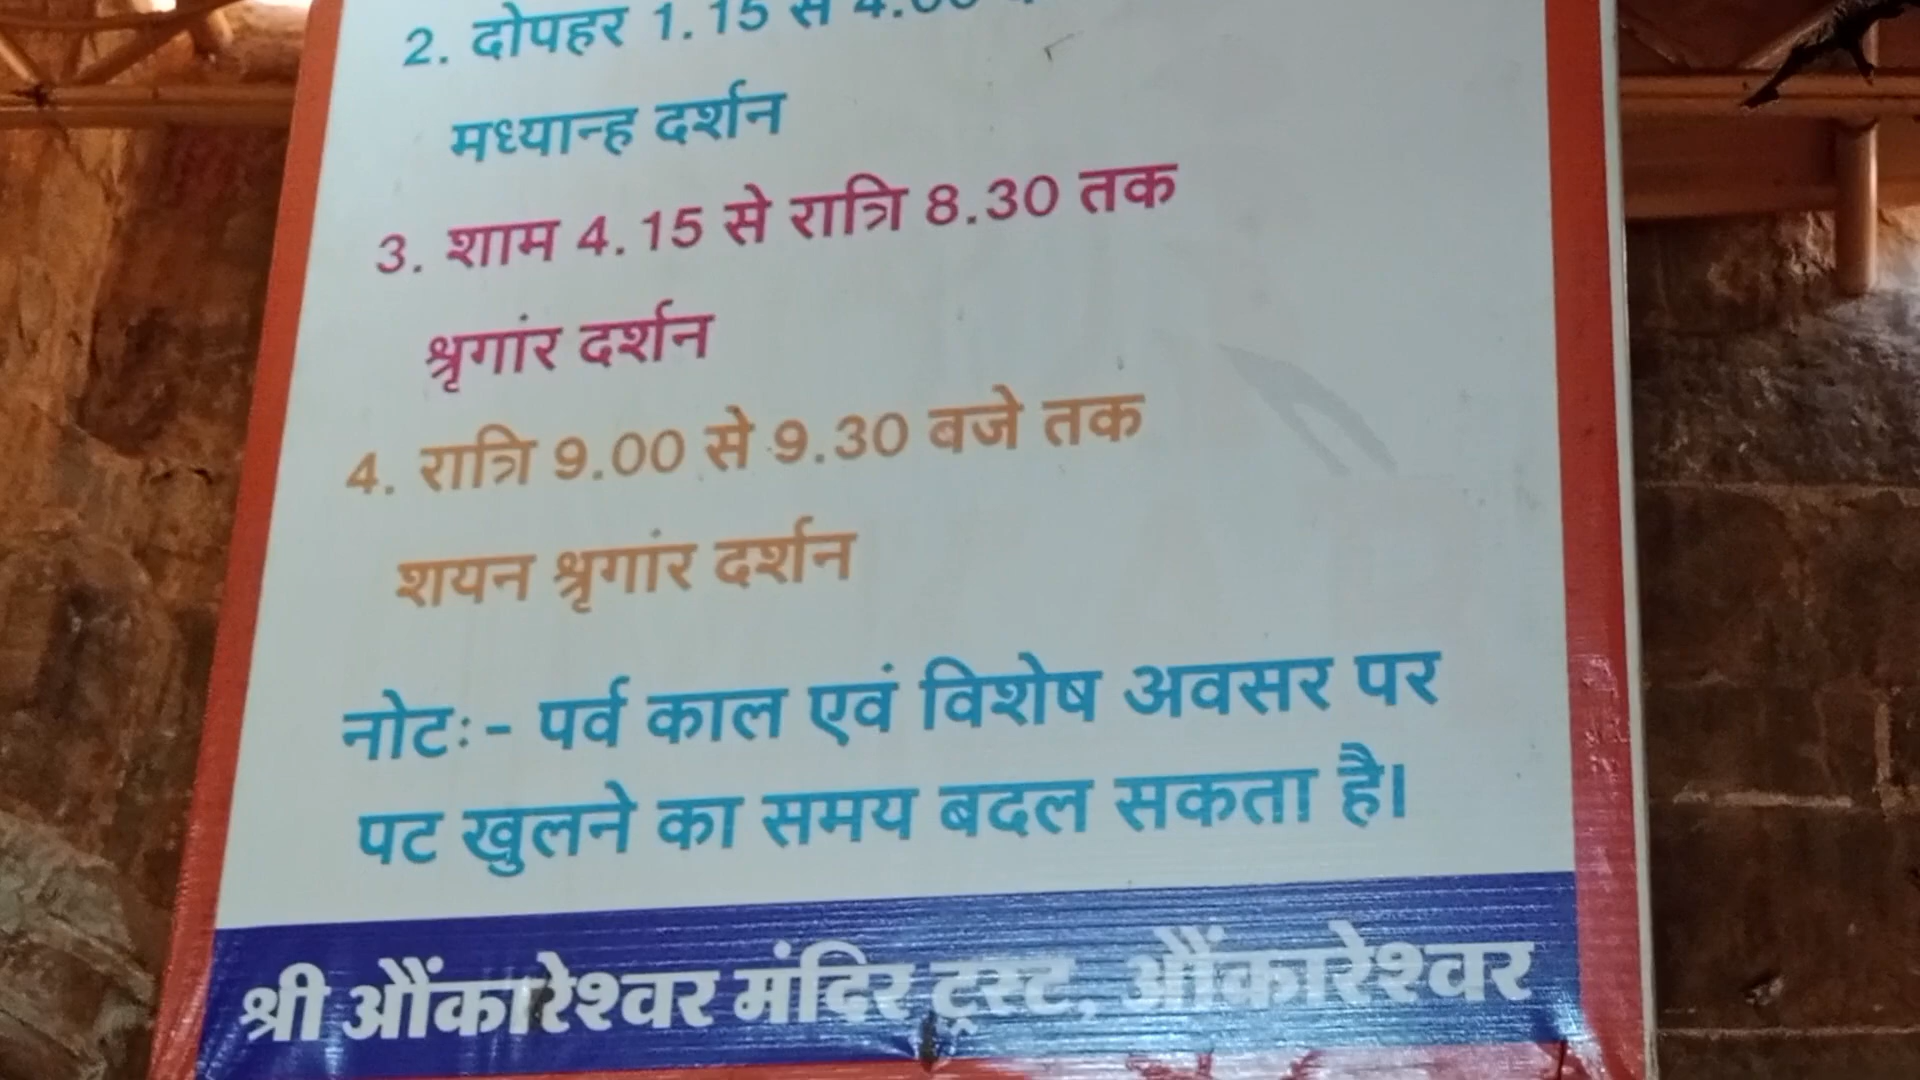 2. दोपहर 1.15 से
मध्यान्ह दर्शन
3. शाम 4.15 से रात्रि 8.30 तक
श्रृगांर दर्शन
4. रात्रि 9.00 से 9.30 बजे तक
शयन श्रृगांर दर्शन
नोटः- पर्व काल एवं विशेष अवसर पर
पट खुलने का समय बदल सकता है।
श्री ओंकारेश्वर मंदिर ट्रस्ट, ओंकारेश्वर